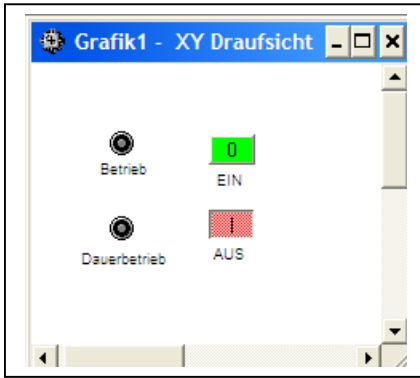 Grafik1 - XY Draufsicht
0
Betrieb
EIN
I
Dauerbetrieb
AUS